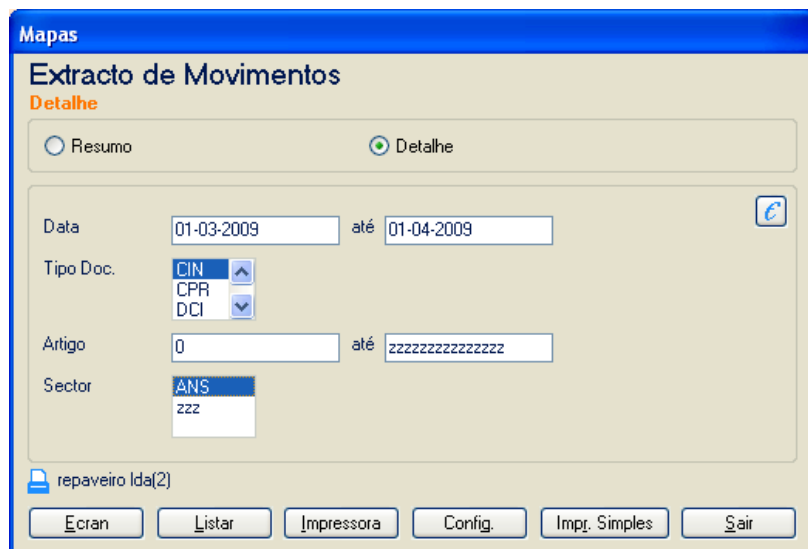 Mapas
Extracto de Movimentos
Detalhe
Resumo Detalhe
€
Data 01-03-2009 até 01-04-2009
Tipo Doc. CIN
CPR
DCI
Artigo 0 até zzzzzzzzzzzzzzz
Sector ANS
zzz
repaveiro lda(2)
Ecran Listar Impressora Config. Impr. Simples Sair